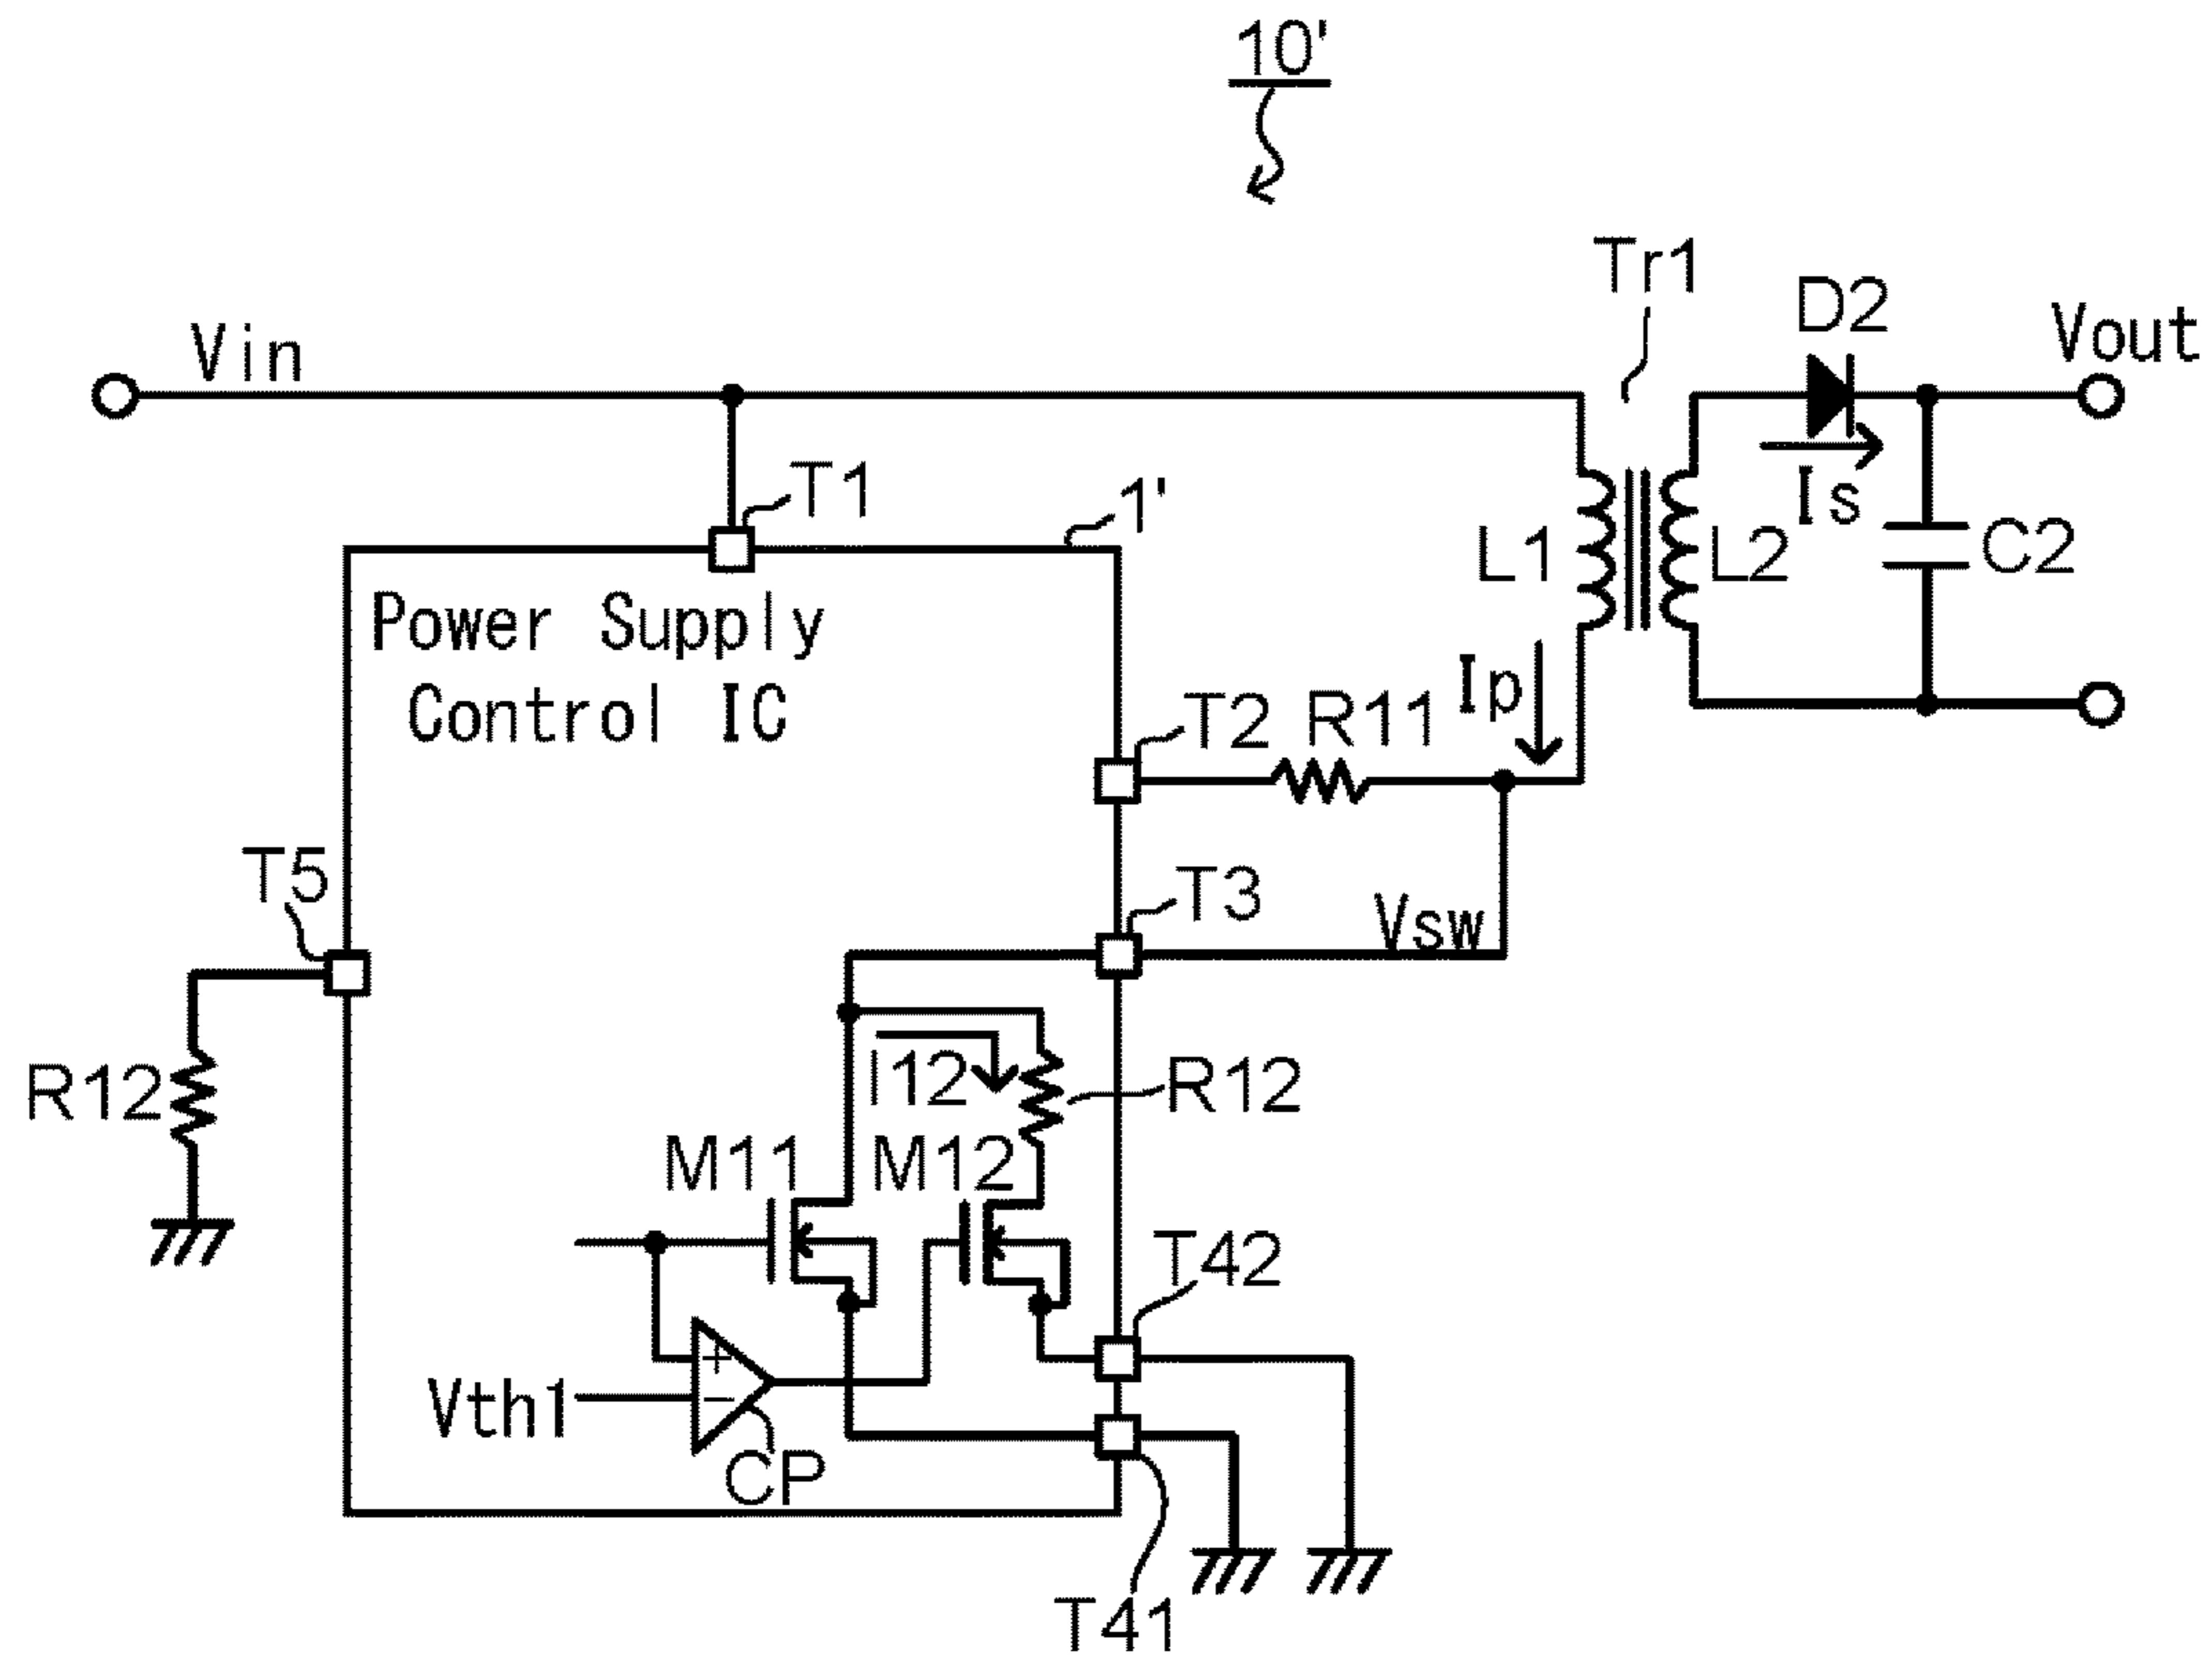 10'
Tr1
D2
Vin
Vout
T1
1'
Is
L1
L2
C2
Power Supply
Control IC
Ip
T2
R11
T5
T3
Vsw
I12
R12
R12
M11
M12
T42
+
Vth1
−
CP
T41